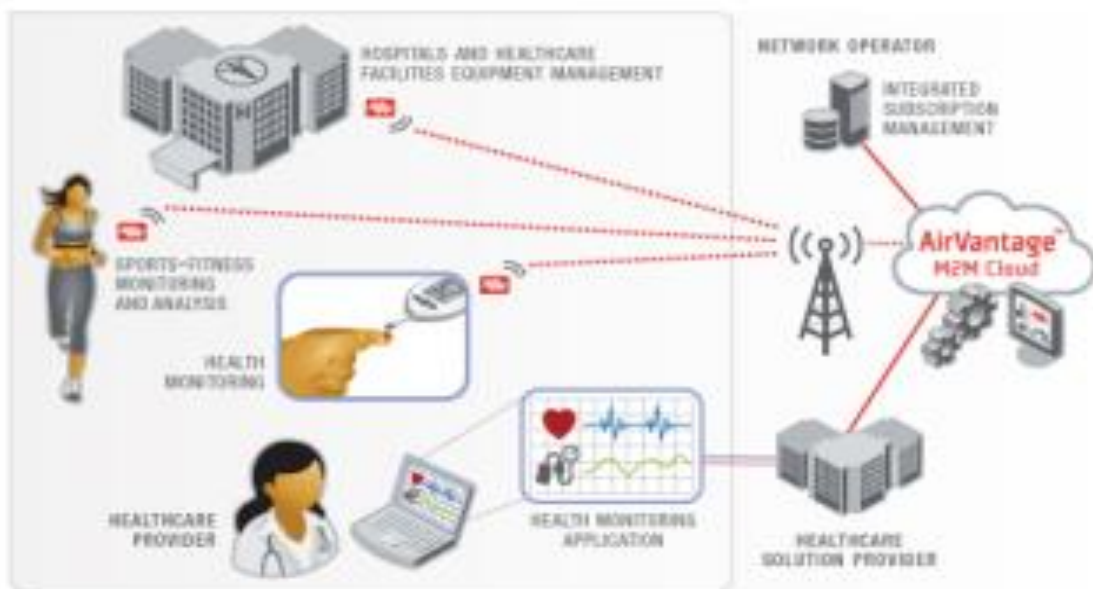 HOSPITALS AND HEALTHCARE
FACILITIES EQUIPMENT MANAGEMENT
NETWORK OPERATOR
INTEGRATED
SUBSCRIPTION
MANAGEMENT
AirVantage™
M2M Cloud
SPORTS-FITNESS
MONITORING
AND ANALYSIS
HEALTH
MONITORING
HEALTHCARE
PROVIDER
HEALTH MONITORING
APPLICATION
HEALTHCARE
SOLUTION PROVIDER